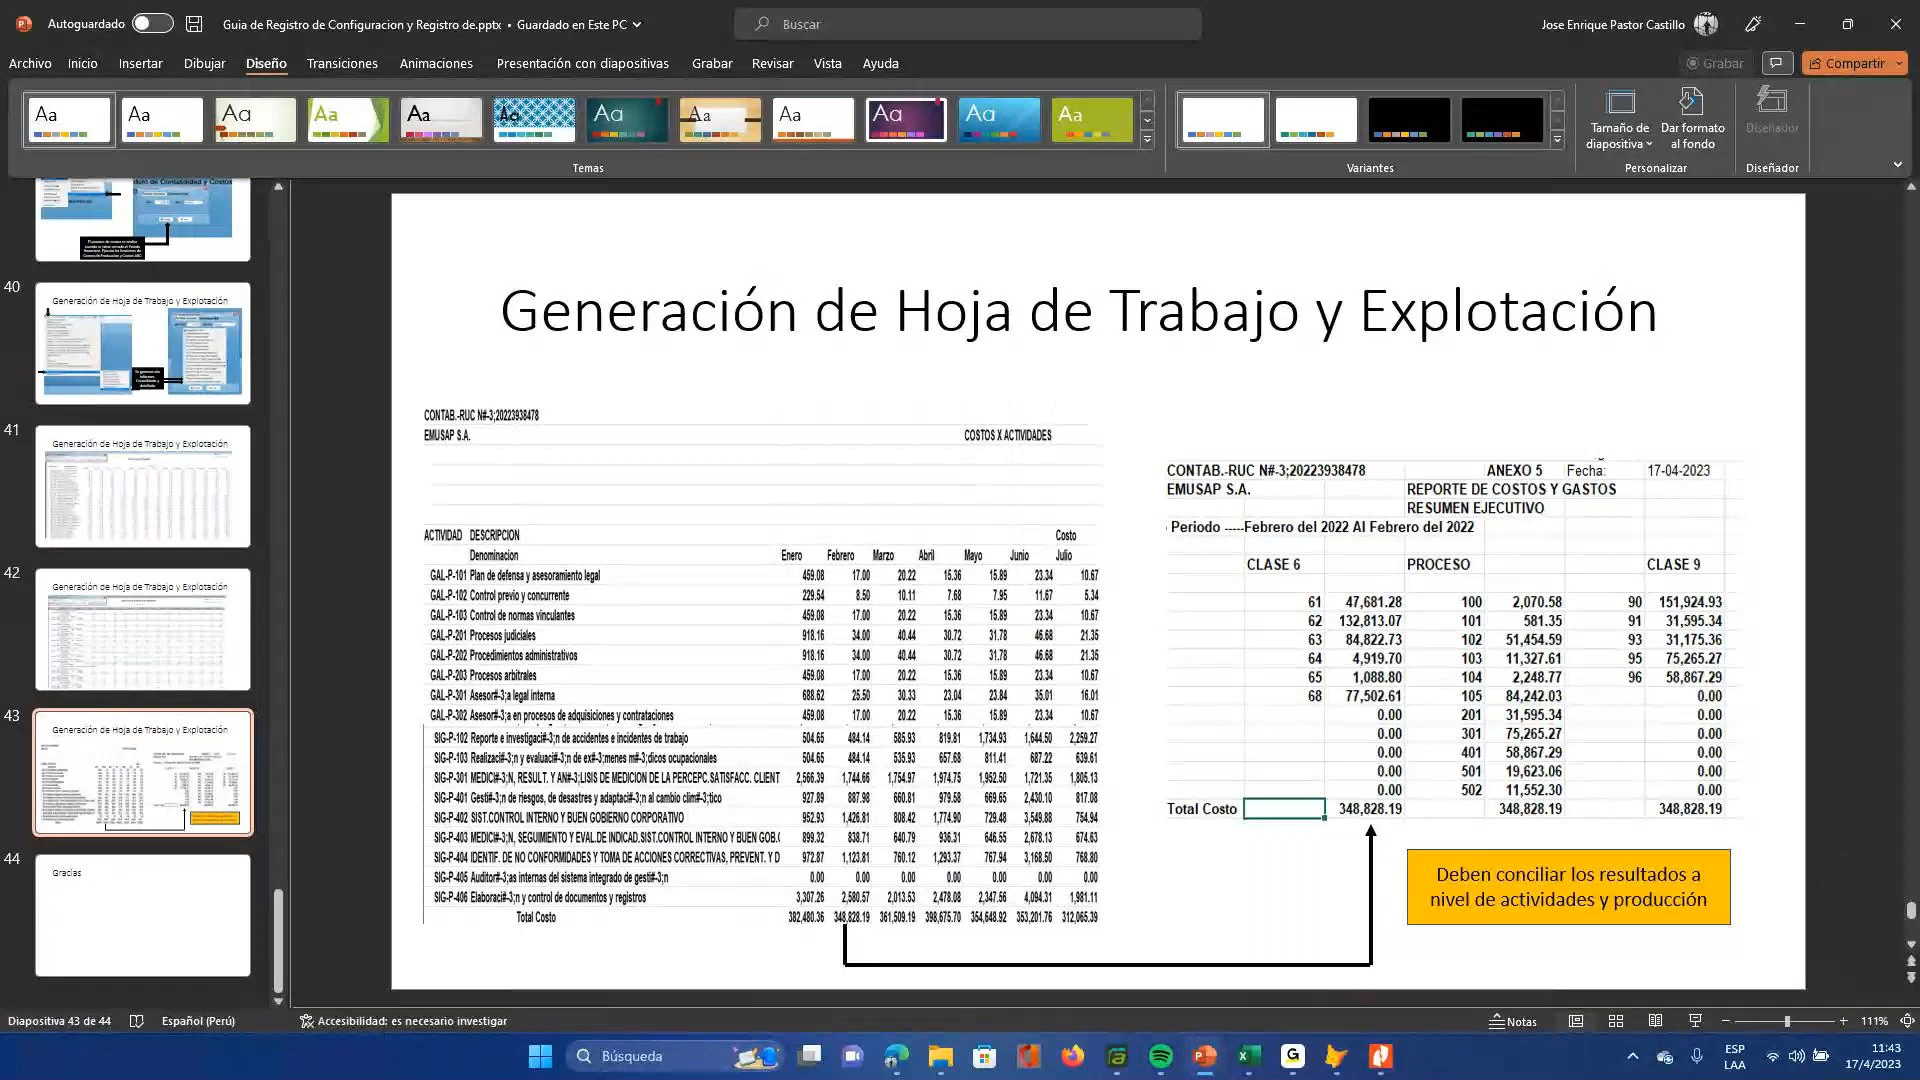 Autoguardado Guia de Registro de Configuracion y Registro de.pptx • Guardado en Este PC Buscar Jose Enrique Pastor Castillo
Archivo Inicio Insertar Dibujar Diseño Transiciones Animaciones Presentación con diapositivas Grabar Revisar Vista Ayuda Grabar Compartir
Aa Aa Aa Aa Aa Aa Aa Aa Aa Aa Aa Aa
Tamaño de diapositiva
Dar formato al fondo
Diseñador
Temas Variantes Personalizar Diseñador
40
Generación de Hoja de Trabajo y Explotación
41
Generación de Hoja de Trabajo y Explotación
42
Generación de Hoja de Trabajo y Explotación
43
Generación de Hoja de Trabajo y Explotación
44
Gracias
Generación de Hoja de Trabajo y Explotación
CONTAB.-RUC N#-3;20223938478
EMUSAP S.A. COSTOS X ACTIVIDADES
ACTIVIDAD DESCRIPCION Costo
Denominacion Enero Febrero Marzo Abril Mayo Junio Julio
GAL-P-101 Plan de defensa y asesoramiento legal 459.08 17.00 20.22 15.36 15.89 23.34 10.67
GAL-P-102 Control previo y concurrente 229.54 8.50 10.11 7.68 7.95 11.67 5.34
GAL-P-103 Control de normas vinculantes 459.08 17.00 20.22 15.36 15.89 23.34 10.67
GAL-P-201 Procesos judiciales 918.16 34.00 40.44 30.72 31.78 46.68 21.35
GAL-P-202 Procedimientos administrativos 918.16 34.00 40.44 30.72 31.78 46.68 21.35
GAL-P-203 Procesos arbitrales 459.08 17.00 20.22 15.36 15.89 23.34 10.67
GAL-P-301 Asesor#-3;a legal interna 688.62 25.50 30.33 23.04 23.84 35.01 16.01
GAL-P-302 Asesor#-3;a en procesos de adquisiciones y contrataciones 459.08 17.00 20.22 15.36 15.89 23.34 10.67
SIG-P-102 Reporte e investigaci#-3;n de accidentes e incidentes de trabajo 504.65 484.14 585.93 819.81 1,734.93 1,644.50 2,259.27
SIG-P-103 Realizaci#-3;n y evaluaci#-3;n de ex#-3;menes m#-3;dicos ocupacionales 504.65 484.14 535.93 657.68 811.41 687.22 639.61
SIG-P-301 MEDICI#-3;N, RESULT. Y AN#-3;LISIS DE MEDICION DE LA PERCEPC.SATISFACC. CLIENT 2,566.39 1,744.66 1,754.97 1,974.75 1,952.50 1,721.35 1,805.13
SIG-P-401 Gesti#-3;n de riesgos, de desastres y adaptaci#-3;n al cambio clim#-3;tico 927.89 887.98 660.81 979.58 669.65 2,430.10 817.08
SIG-P-402 SIST.CONTROL INTERNO Y BUEN GOBIERNO CORPORATIVO 952.93 1,426.81 808.42 1,774.90 729.48 3,549.88 754.94
SIG-P-403 MEDICI#-3;N, SEGUIMIENTO Y EVAL.DE INDICAD.SIST.CONTROL INTERNO Y BUEN GOB.( 899.32 838.71 640.79 936.31 646.55 2,678.13 674.63
SIG-P-404 IDENTIF. DE NO CONFORMIDADES Y TOMA DE ACCIONES CORRECTIVAS, PREVENT. Y D 972.87 1,123.81 760.12 1,293.37 767.94 3,168.50 768.80
SIG-P-405 Auditor#-3;as internas del sistema integrado de gesti#-3;n 0.00 0.00 0.00 0.00 0.00 0.00 0.00
SIG-P-406 Elaboraci#-3;n y control de documentos y registros 3,307.26 2,580.57 2,013.53 2,478.08 2,347.56 4,094.31 1,981.11
Total Costo 382,480.36 348,828.19 361,509.19 398,675.70 354,648.92 353,201.76 312,065.39
CONTAB.-RUC N#-3;20223938478 ANEXO 5 Fecha: 17-04-2023
EMUSAP S.A. REPORTE DE COSTOS Y GASTOS
RESUMEN EJECUTIVO
Periodo -----Febrero del 2022 Al Febrero del 2022
CLASE 6 PROCESO CLASE 9
61 47,681.28 100 2,070.58 90 151,924.93
62 132,813.07 101 581.35 91 31,595.34
63 84,822.73 102 51,454.59 93 31,175.36
64 4,919.70 103 11,327.61 95 75,265.27
65 1,088.80 104 2,248.77 96 58,867.29
68 77,502.61 105 84,242.03 0.00
0.00 201 31,595.34 0.00
0.00 301 75,265.27 0.00
0.00 401 58,867.29 0.00
0.00 501 19,623.06 0.00
0.00 502 11,552.30 0.00
Total Costo 348,828.19 348,828.19 348,828.19
Deben conciliar los resultados a
nivel de actividades y producción
Diapositiva 43 de 44 Español (Perú) Accesibilidad: es necesario investigar Notas 111%
Búsqueda
ESP
LAA
11:43
17/4/2023